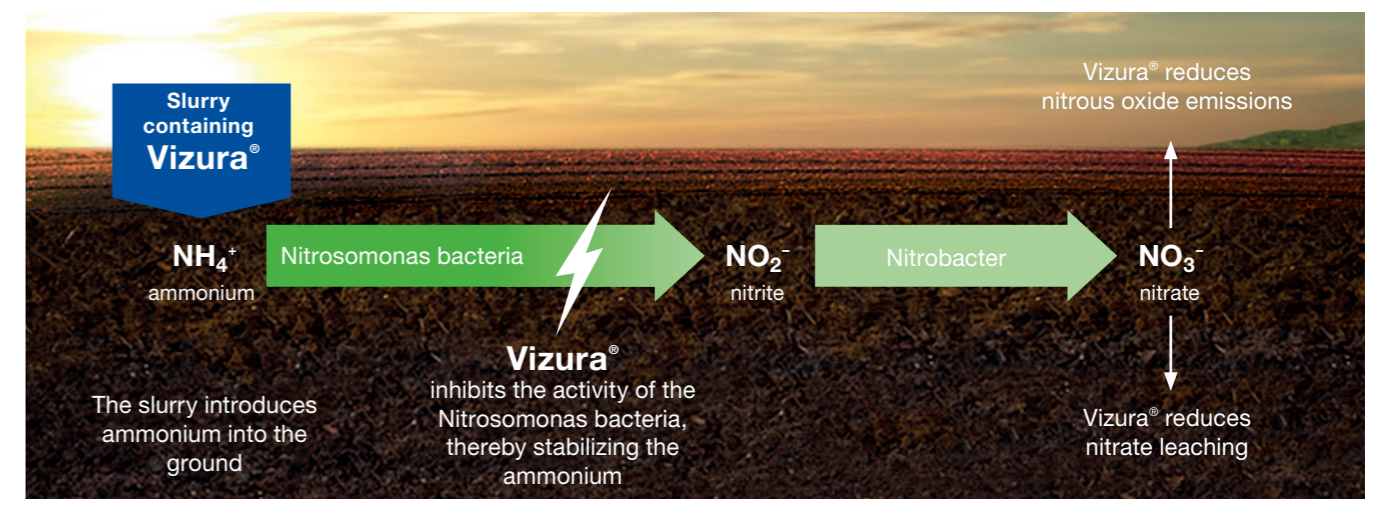 Slurry
containing
Vizura®
Vizura® reduces
nitrous oxide emissions
NH₄⁺
ammonium
Nitrosomonas bacteria
NO₂⁻
nitrite
Nitrobacter
NO₃⁻
nitrate
The slurry introduces
ammonium into the
ground
Vizura®
inhibits the activity of the
Nitrosomonas bacteria,
thereby stabilizing the
ammonium
Vizura® reduces
nitrate leaching